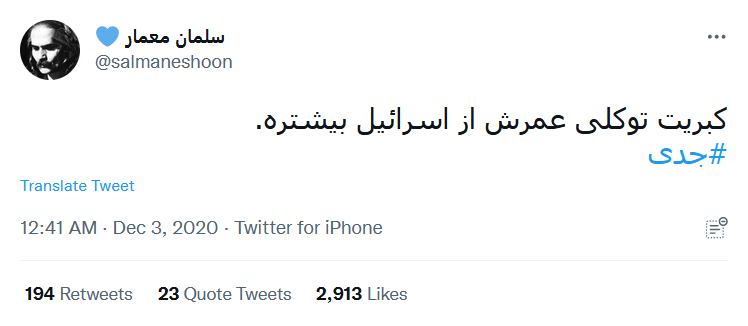 سلمان معمار 💙
@salmaneshoon
کبریت توکلی عمرش از اسرائیل بیشتره.
#جدی
Translate Tweet
12:41 AM · Dec 3, 2020 · Twitter for iPhone
194 Retweets 23 Quote Tweets 2,913 Likes